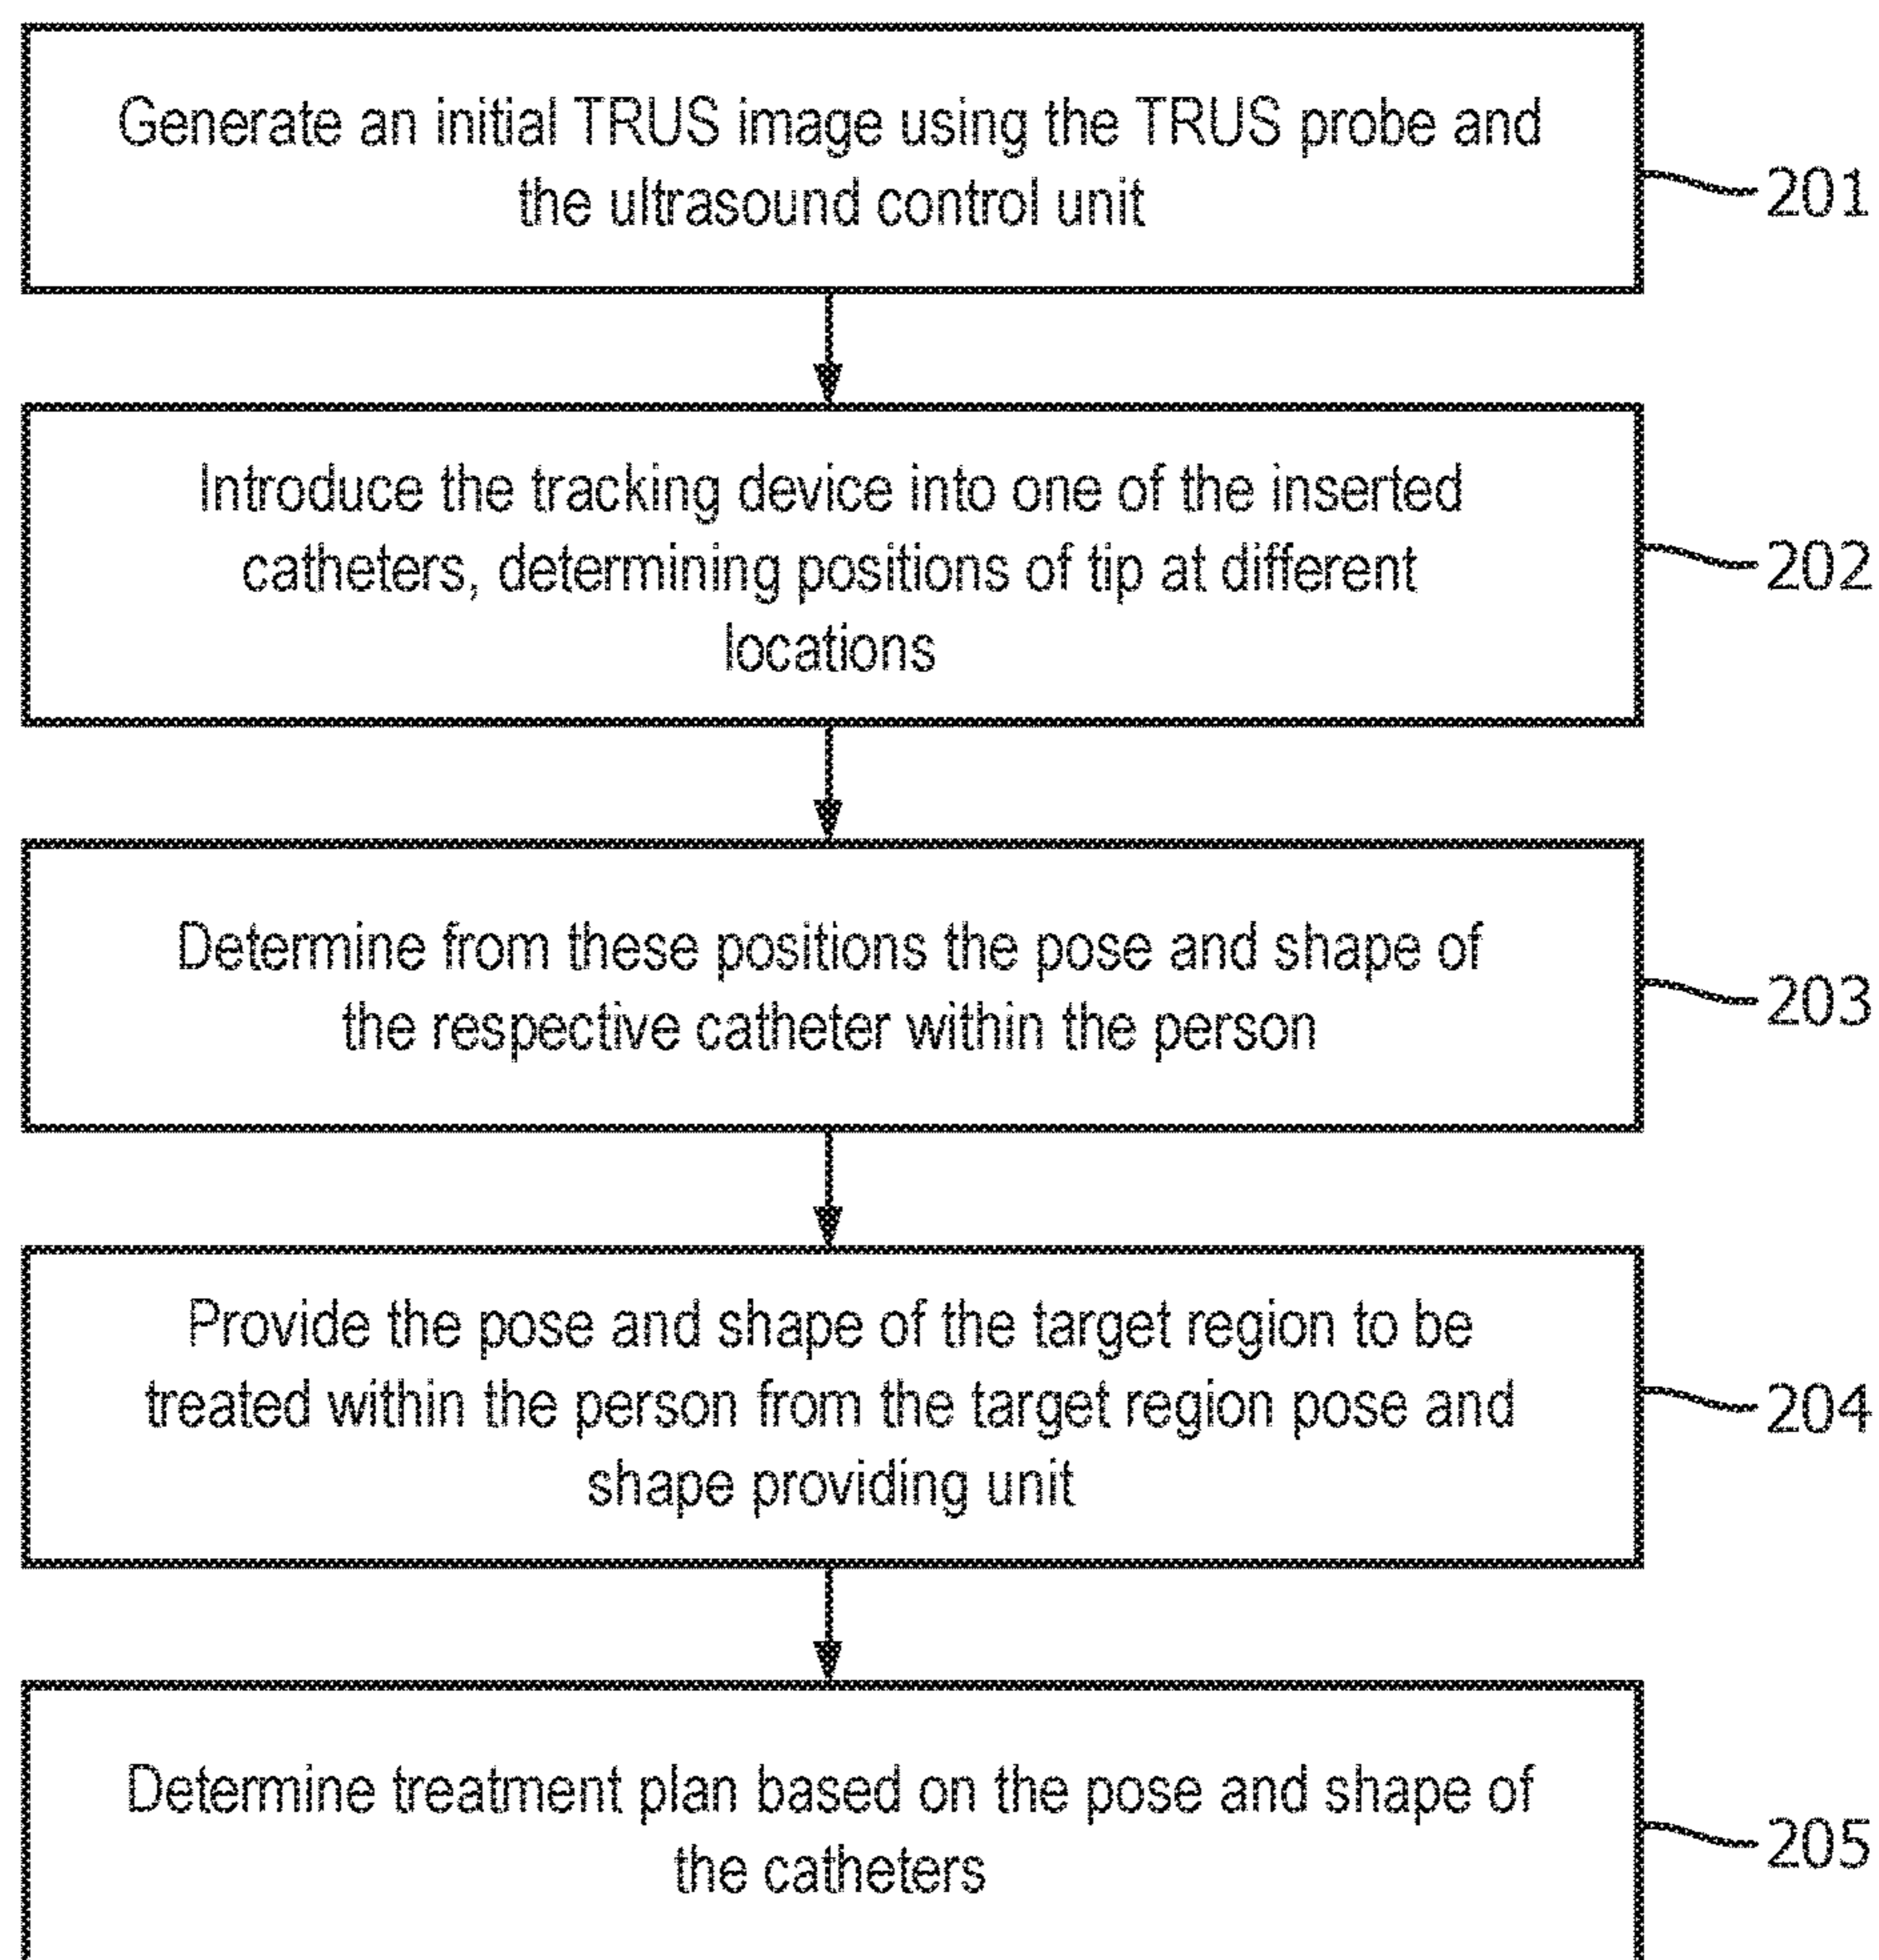 Generate an initial TRUS image using the TRUS probe and
the ultrasound control unit
201
Introduce the tracking device into one of the inserted
catheters, determining positions of tip at different
locations
202
Determine from these positions the pose and shape of
the respective catheter within the person
203
Provide the pose and shape of the target region to be
treated within the person from the target region pose and
shape providing unit
204
Determine treatment plan based on the pose and shape of
the catheters
205